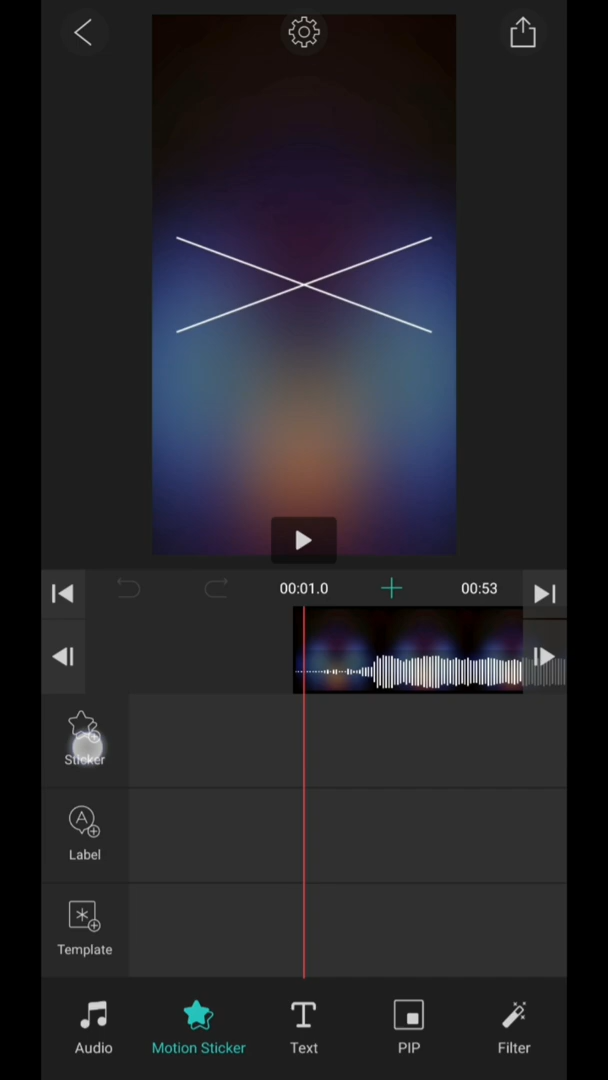 00:01.0 00:53
Sticker
Label
Template
Audio Motion Sticker Text PIP Filter